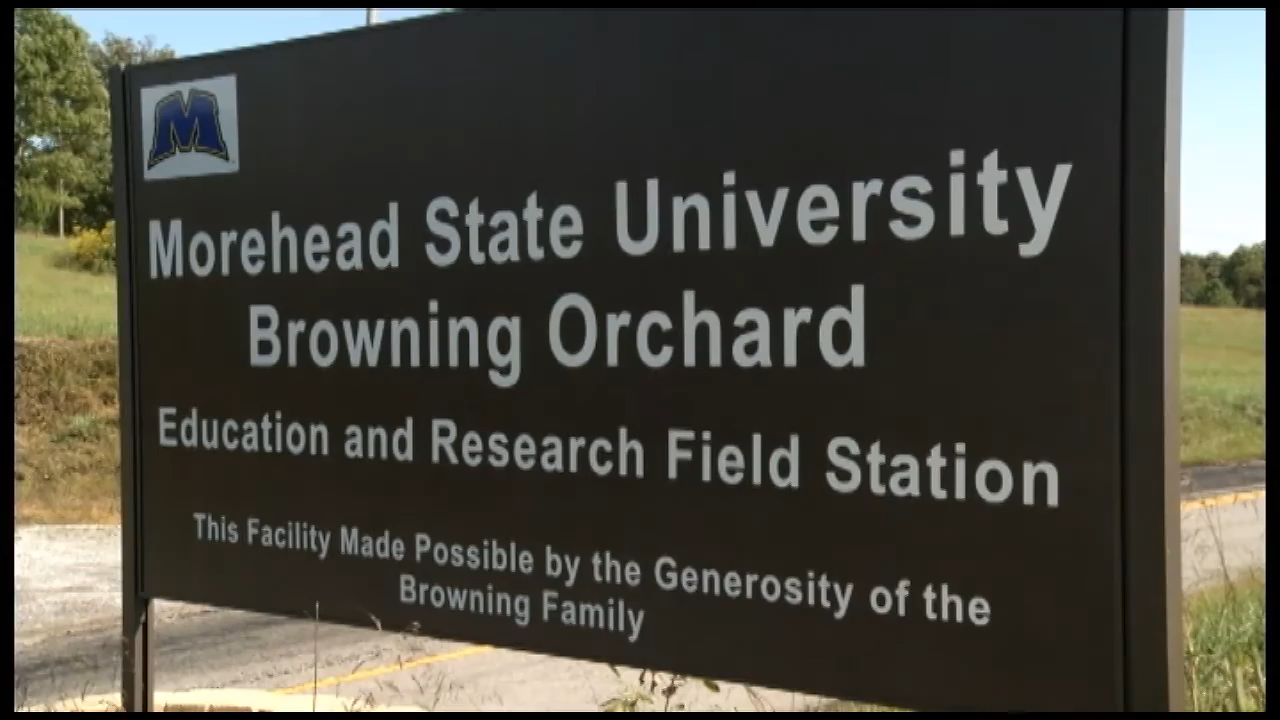 M
Morehead State University
Browning Orchard
Education and Research Field Station
This Facility Made Possible by the Generosity of the
Browning Family